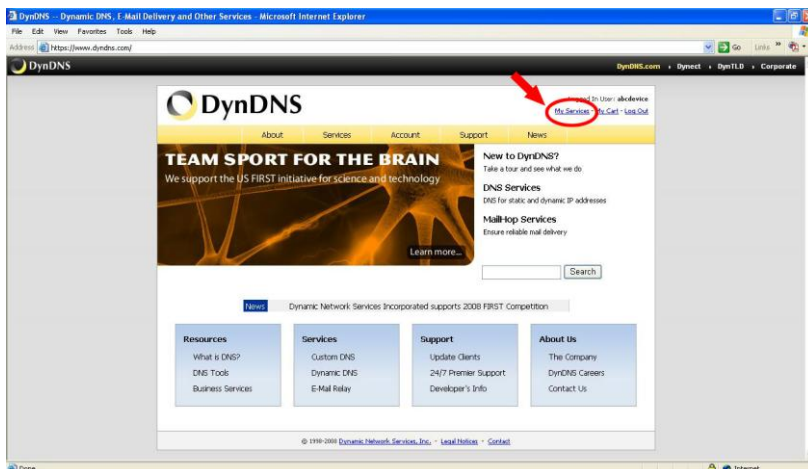 DynDNS -- Dynamic DNS, E-Mail Delivery and Other Services - Microsoft Internet Explorer
File Edit View Favorites Tools Help
Address https://www.dyndns.com/ Go Links »
DynDNS DynDNS.com Dynect DynTLD Corporate
DynDNS
In User: abcdevice
My Services - My Cart - Log Out
About Services Account Support News
TEAM SPORT FOR THE BRAIN
We support the US FIRST initiative for science and technology
Learn more...
New to DynDNS?
Take a tour and see what we do
DNS Services
DNS for static and dynamic IP addresses
MailHop Services
Ensure reliable mail delivery
Search
News Dynamic Network Services Incorporated supports 2008 FIRST Competition
Resources
What is DNS?
DNS Tools
Business Services
Services
Custom DNS
Dynamic DNS
E-Mail Relay
Support
Update Clients
24/7 Premier Support
Developer's Info
About Us
The Company
DynDNS Careers
Contact Us
© 1998-2008 Dynamic Network Services, Inc. - Legal Notices - Contact
Done Internet